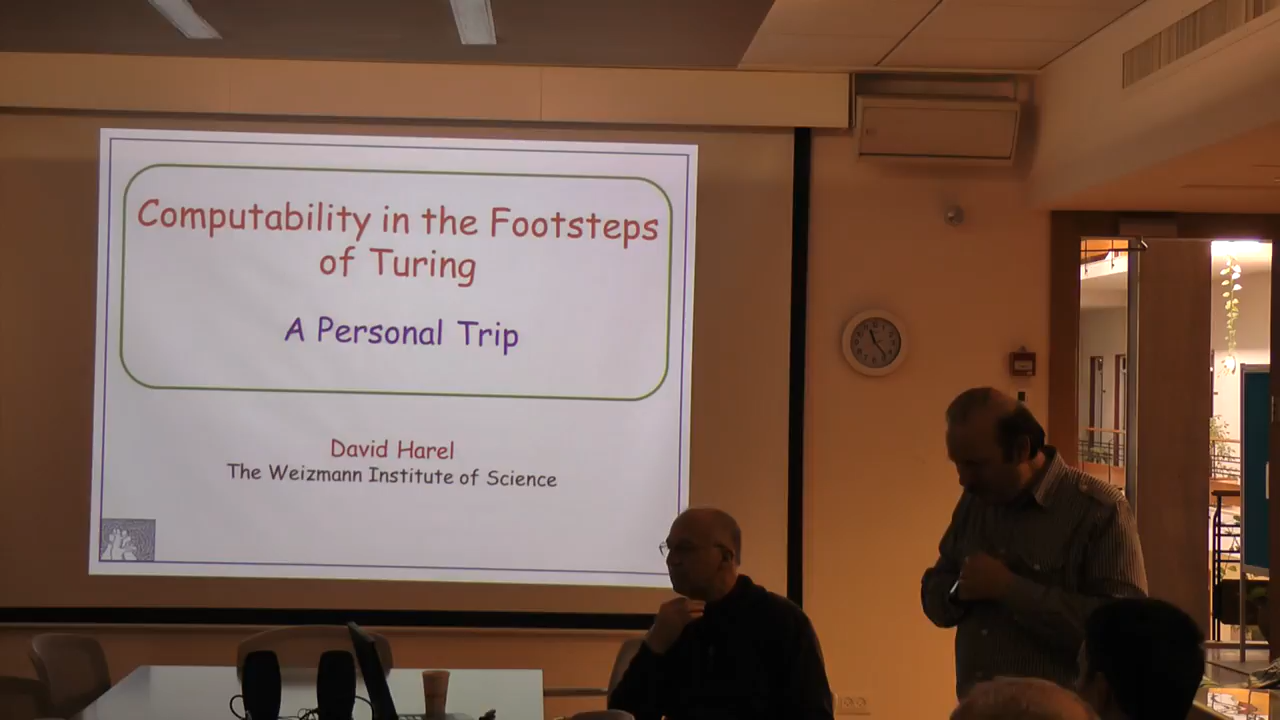 Computability in the Footsteps
of Turing
A Personal Trip
David Harel
The Weizmann Institute of Science